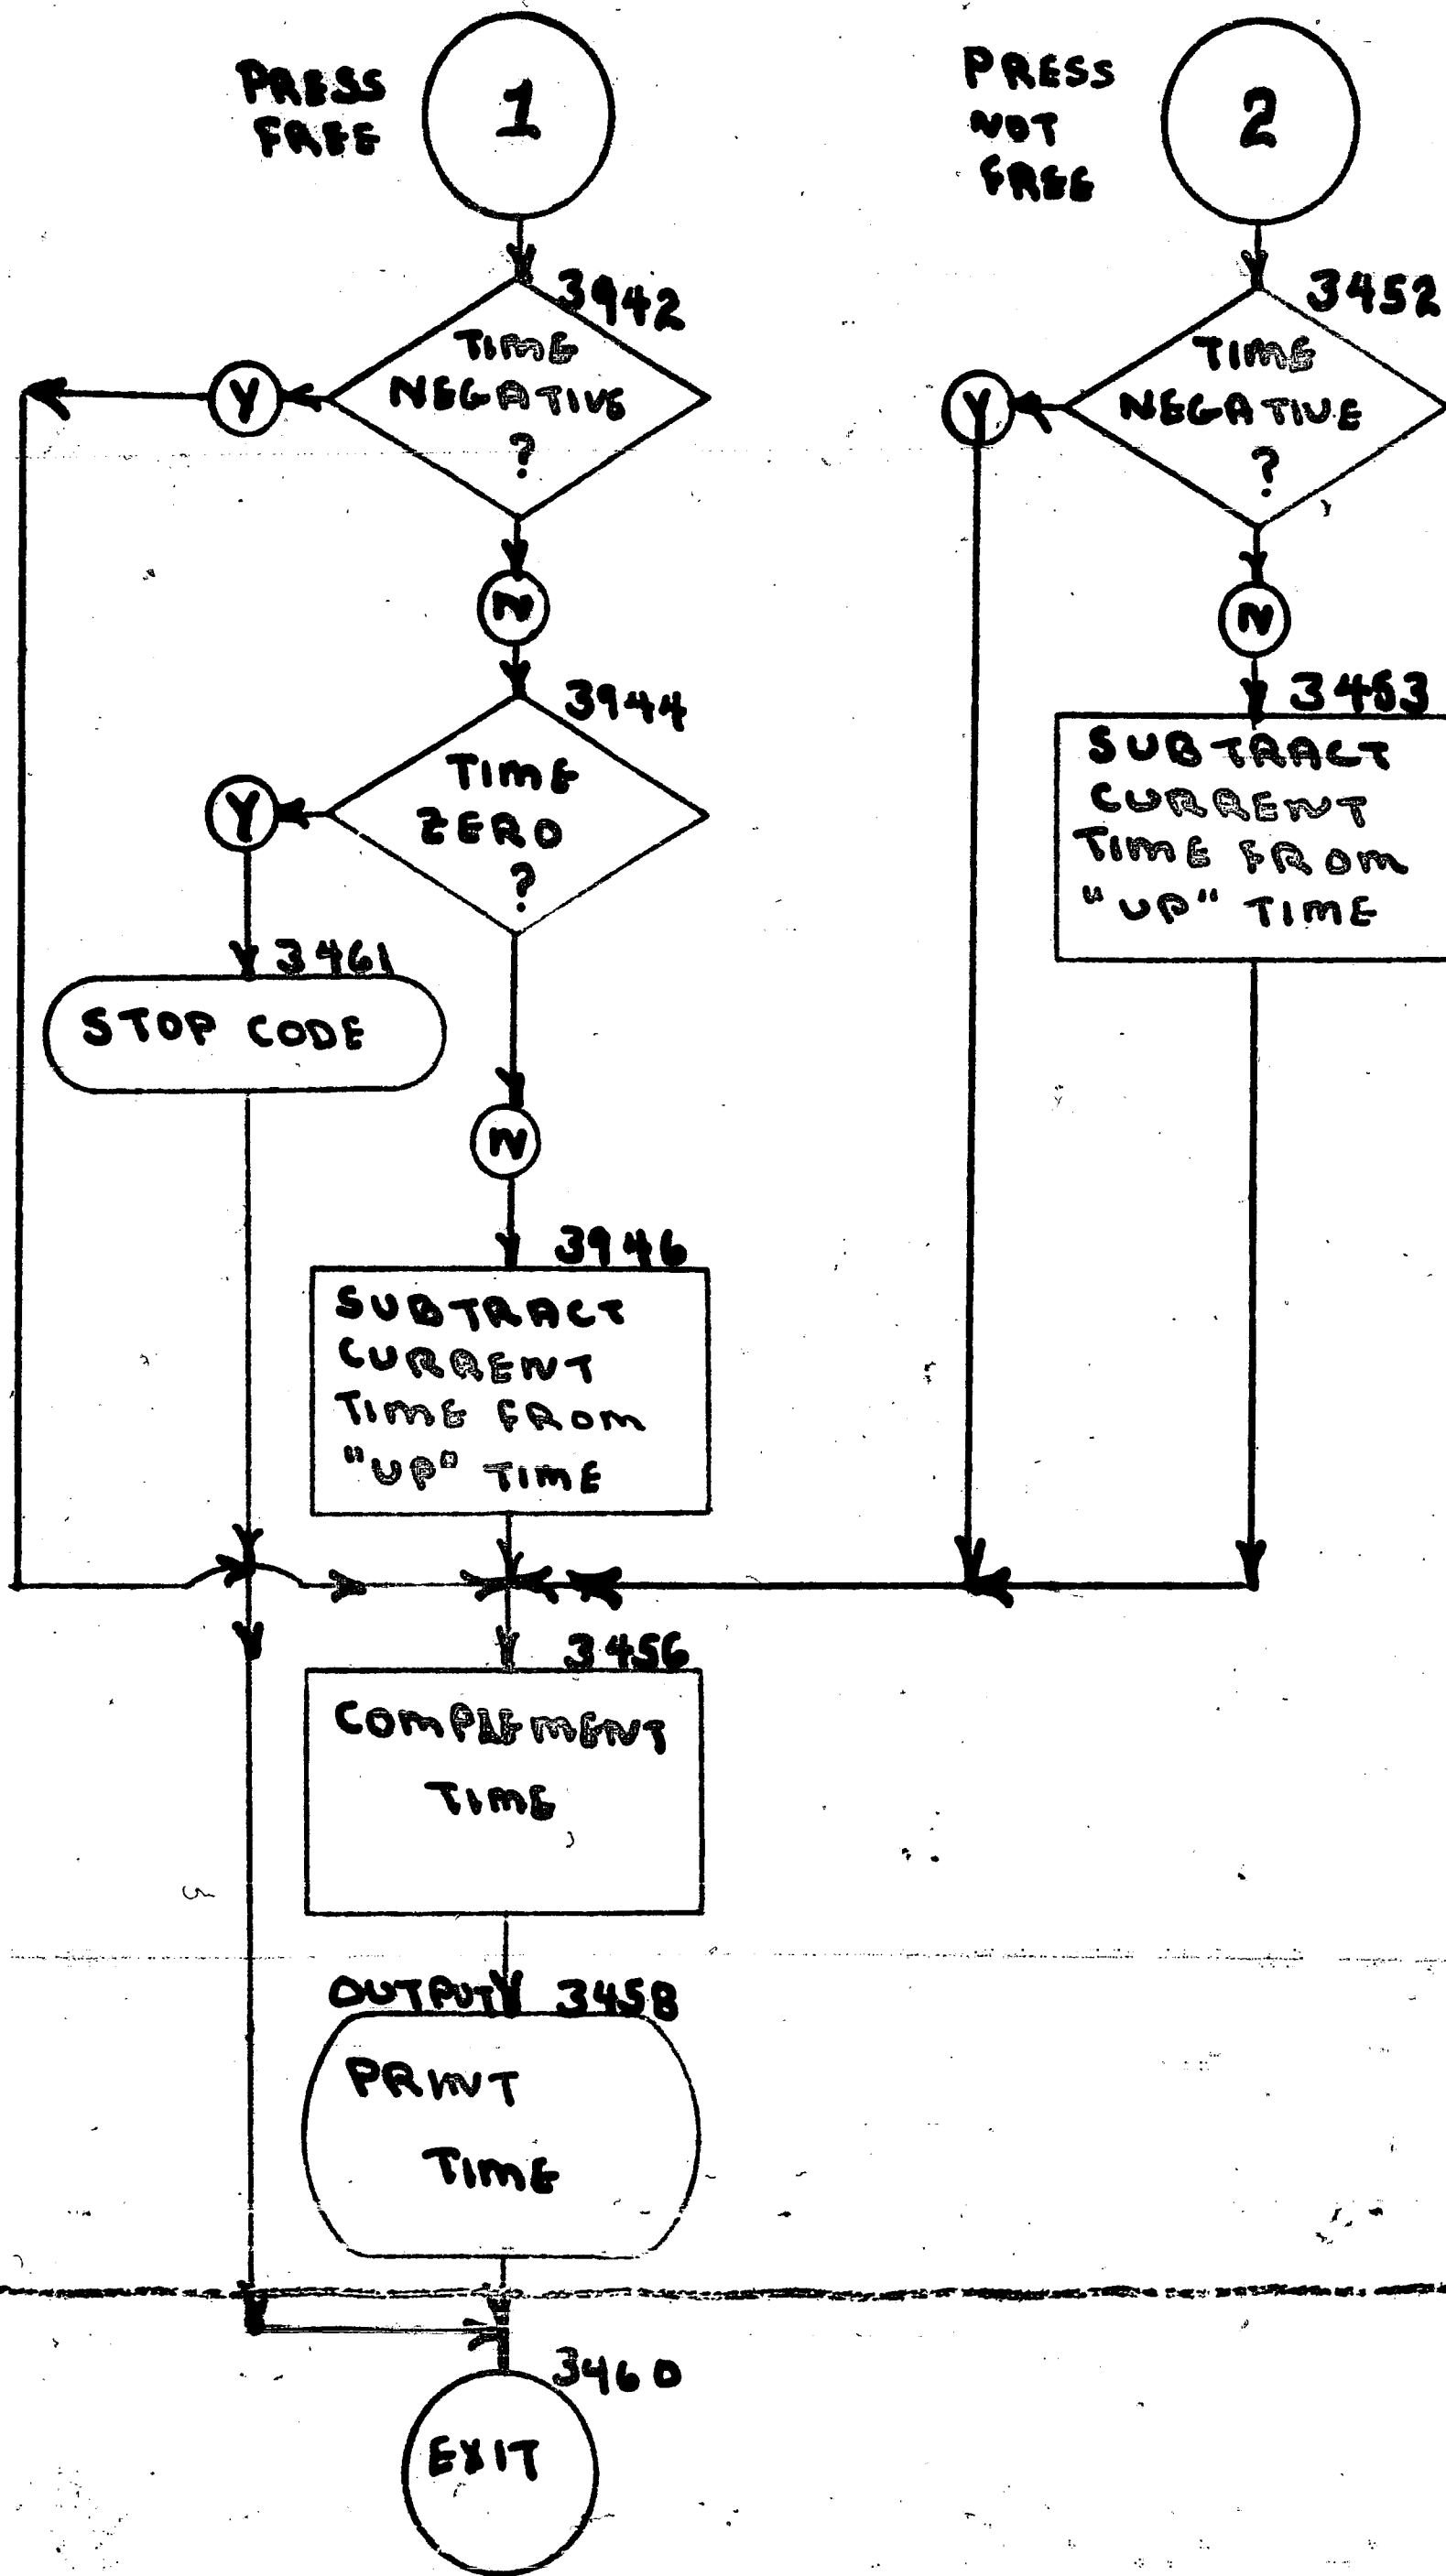 PRESS
FREE
1
3942
TIME
NEGATIVE
?
Y
N
3944
TIME
ZERO
?
Y
3461
STOP CODE
N
3946
SUBTRACT
CURRENT
TIME FROM
"UP" TIME
PRESS
NOT
FREE
2
3452
TIME
NEGATIVE
?
Y
N
3453
SUBTRACT
CURRENT
TIME FROM
"UP" TIME
3456
COMPLEMENT
TIME
OUTPUT 3458
PRINT
TIME
3460
EXIT